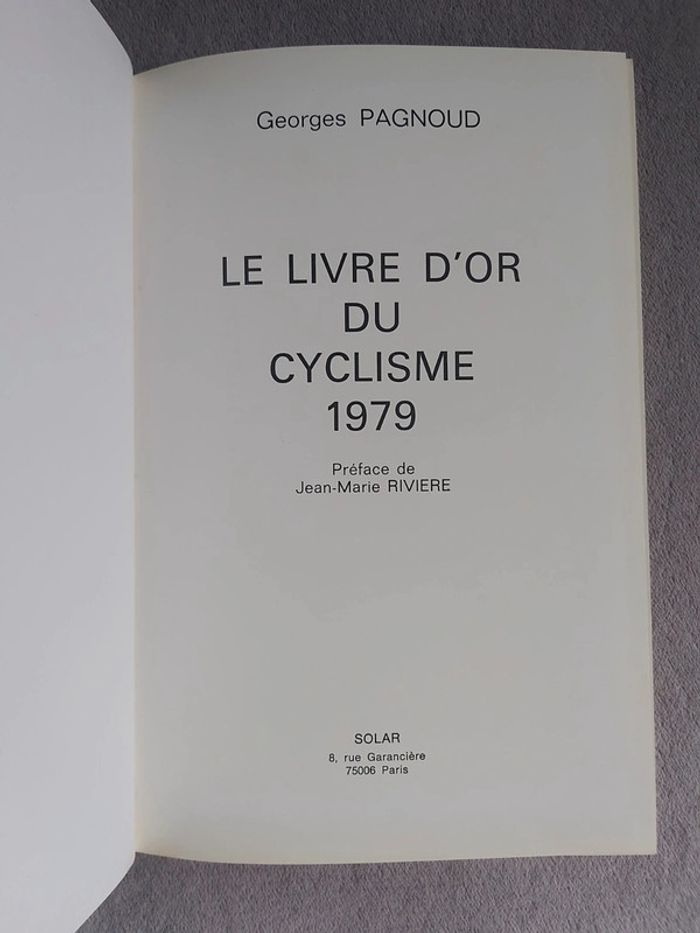 Georges PAGNOUD
LE LIVRE D'OR
DU
CYCLISME
1979
Préface de
Jean-Marie RIVIERE
SOLAR
8, rue Garancière
75006 Paris